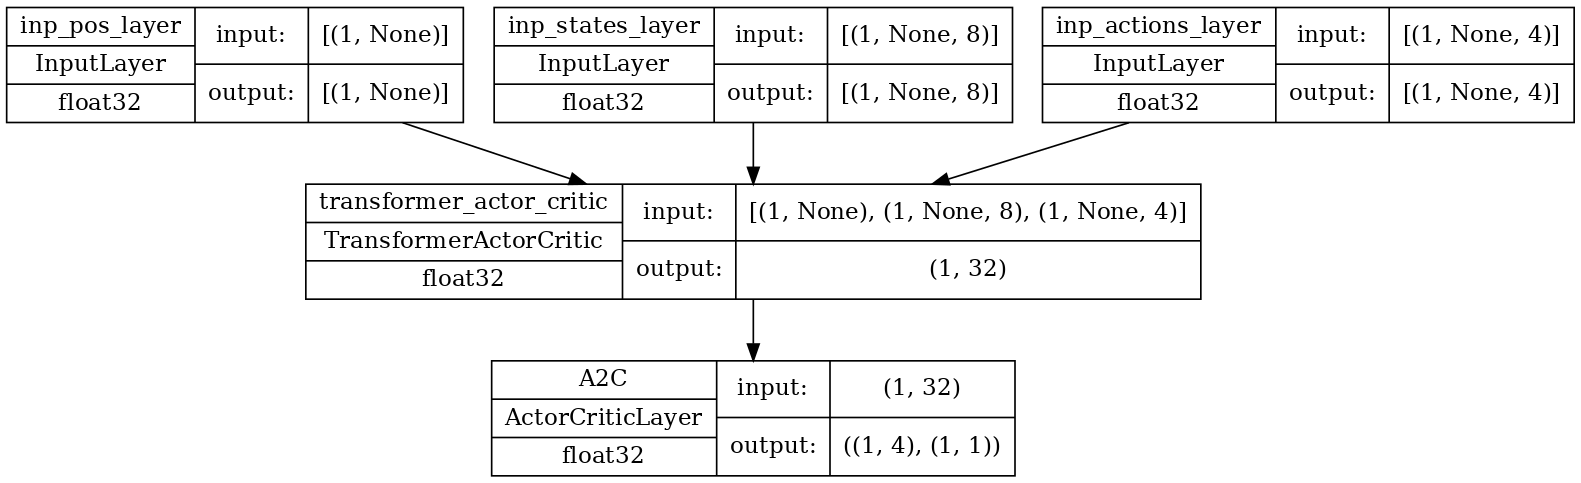 inp_pos_layer
InputLayer
float32
input:
[(1, None)]
output:
[(1, None)]
inp_states_layer
InputLayer
float32
input:
[(1, None, 8)]
output:
[(1, None, 8)]
inp_actions_layer
InputLayer
float32
input:
[(1, None, 4)]
output:
[(1, None, 4)]
transformer_actor_critic
TransformerActorCritic
float32
input:
[(1, None), (1, None, 8), (1, None, 4)]
output:
(1, 32)
A2C
ActorCriticLayer
float32
input:
(1, 32)
output:
((1, 4), (1, 1))